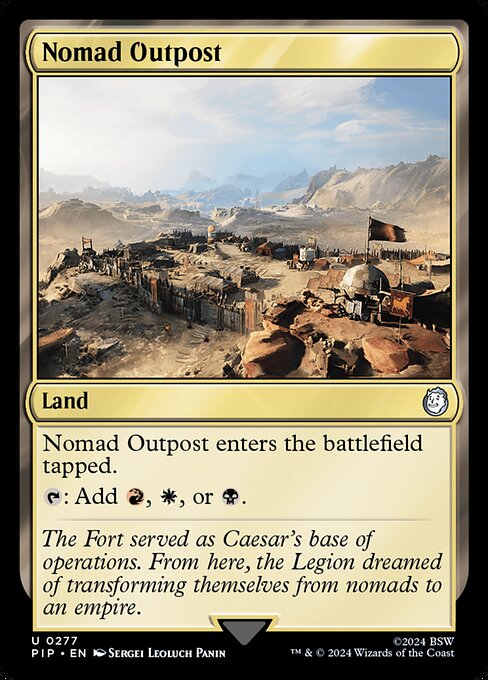 Nomad Outpost
Land
Nomad Outpost enters the battlefield
tapped.
: Add , , or .
The Fort served as Caesar's base of
operations. From here, the Legion dreamed
of transforming themselves from nomads to
an empire.
U 0277
PIP • EN Sergei Leoluch Panin
©2024 BSW
™ & © 2024 Wizards of the Coast